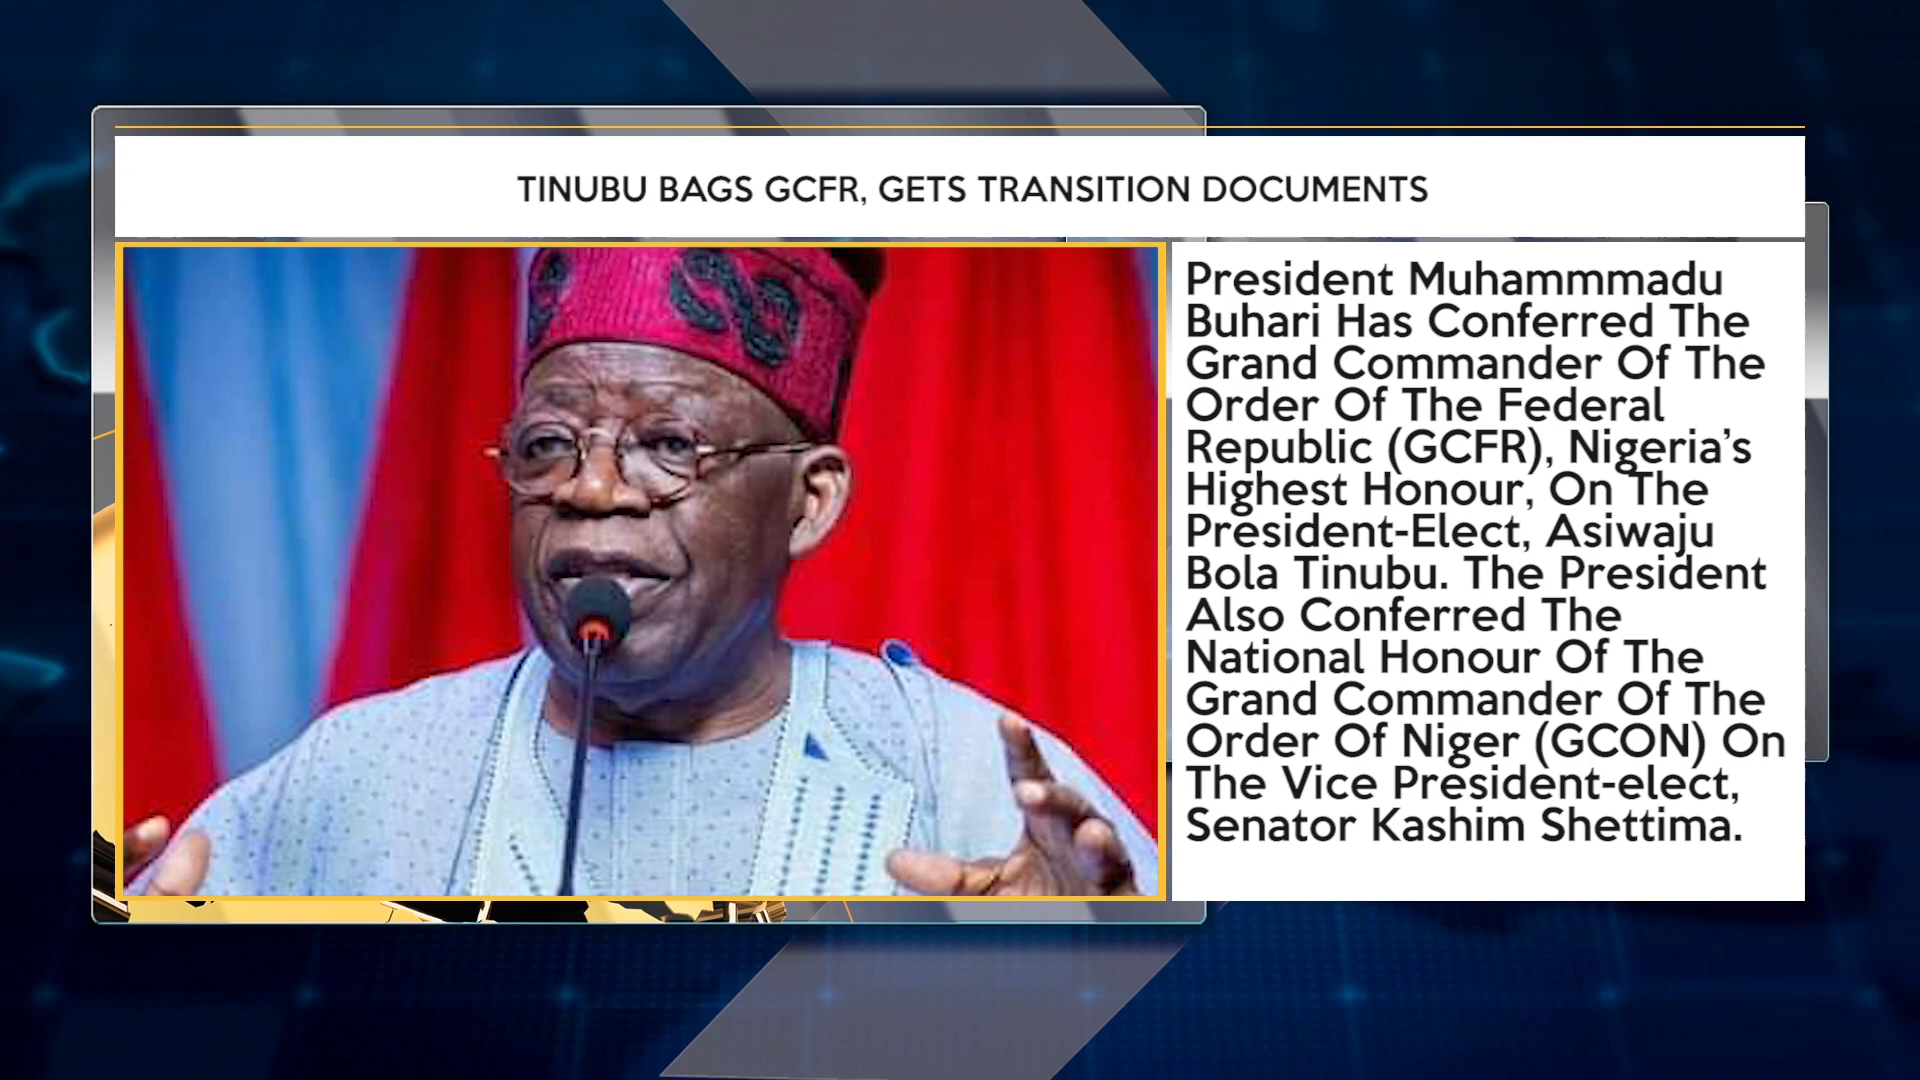 TINUBU BAGS GCFR, GETS TRANSITION DOCUMENTS
President Muhammmadu
Buhari Has Conferred The
Grand Commander Of The
Order Of The Federal
Republic (GCFR), Nigeria’s
Highest Honour, On The
President-Elect, Asiwaju
Bola Tinubu. The President
Also Conferred The
National Honour Of The
Grand Commander Of The
Order Of Niger (GCON) On
The Vice President-elect,
Senator Kashim Shettima.